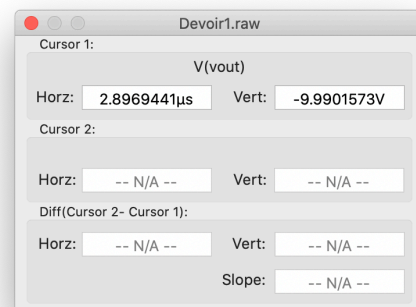 Devoir1.raw
Cursor 1:
V(vout)
Horz: 2.8969441µs Vert: -9.9901573V
Cursor 2:
Horz: -- N/A -- Vert: -- N/A --
Diff(Cursor 2- Cursor 1):
Horz: -- N/A -- Vert: -- N/A --
Slope: -- N/A --